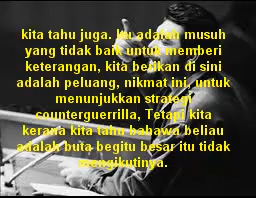 kita tahu juga. Itu adalah musuh
yang tidak baik untuk memberi
keterangan, kita berikan di sini
adalah peluang, nikmat ini, untuk
menunjukkan strategi
counterguerrilla, Tetapi kita
kerana kita tahu bahawa beliau
adalah buta begitu besar itu tidak
mengikutinya.